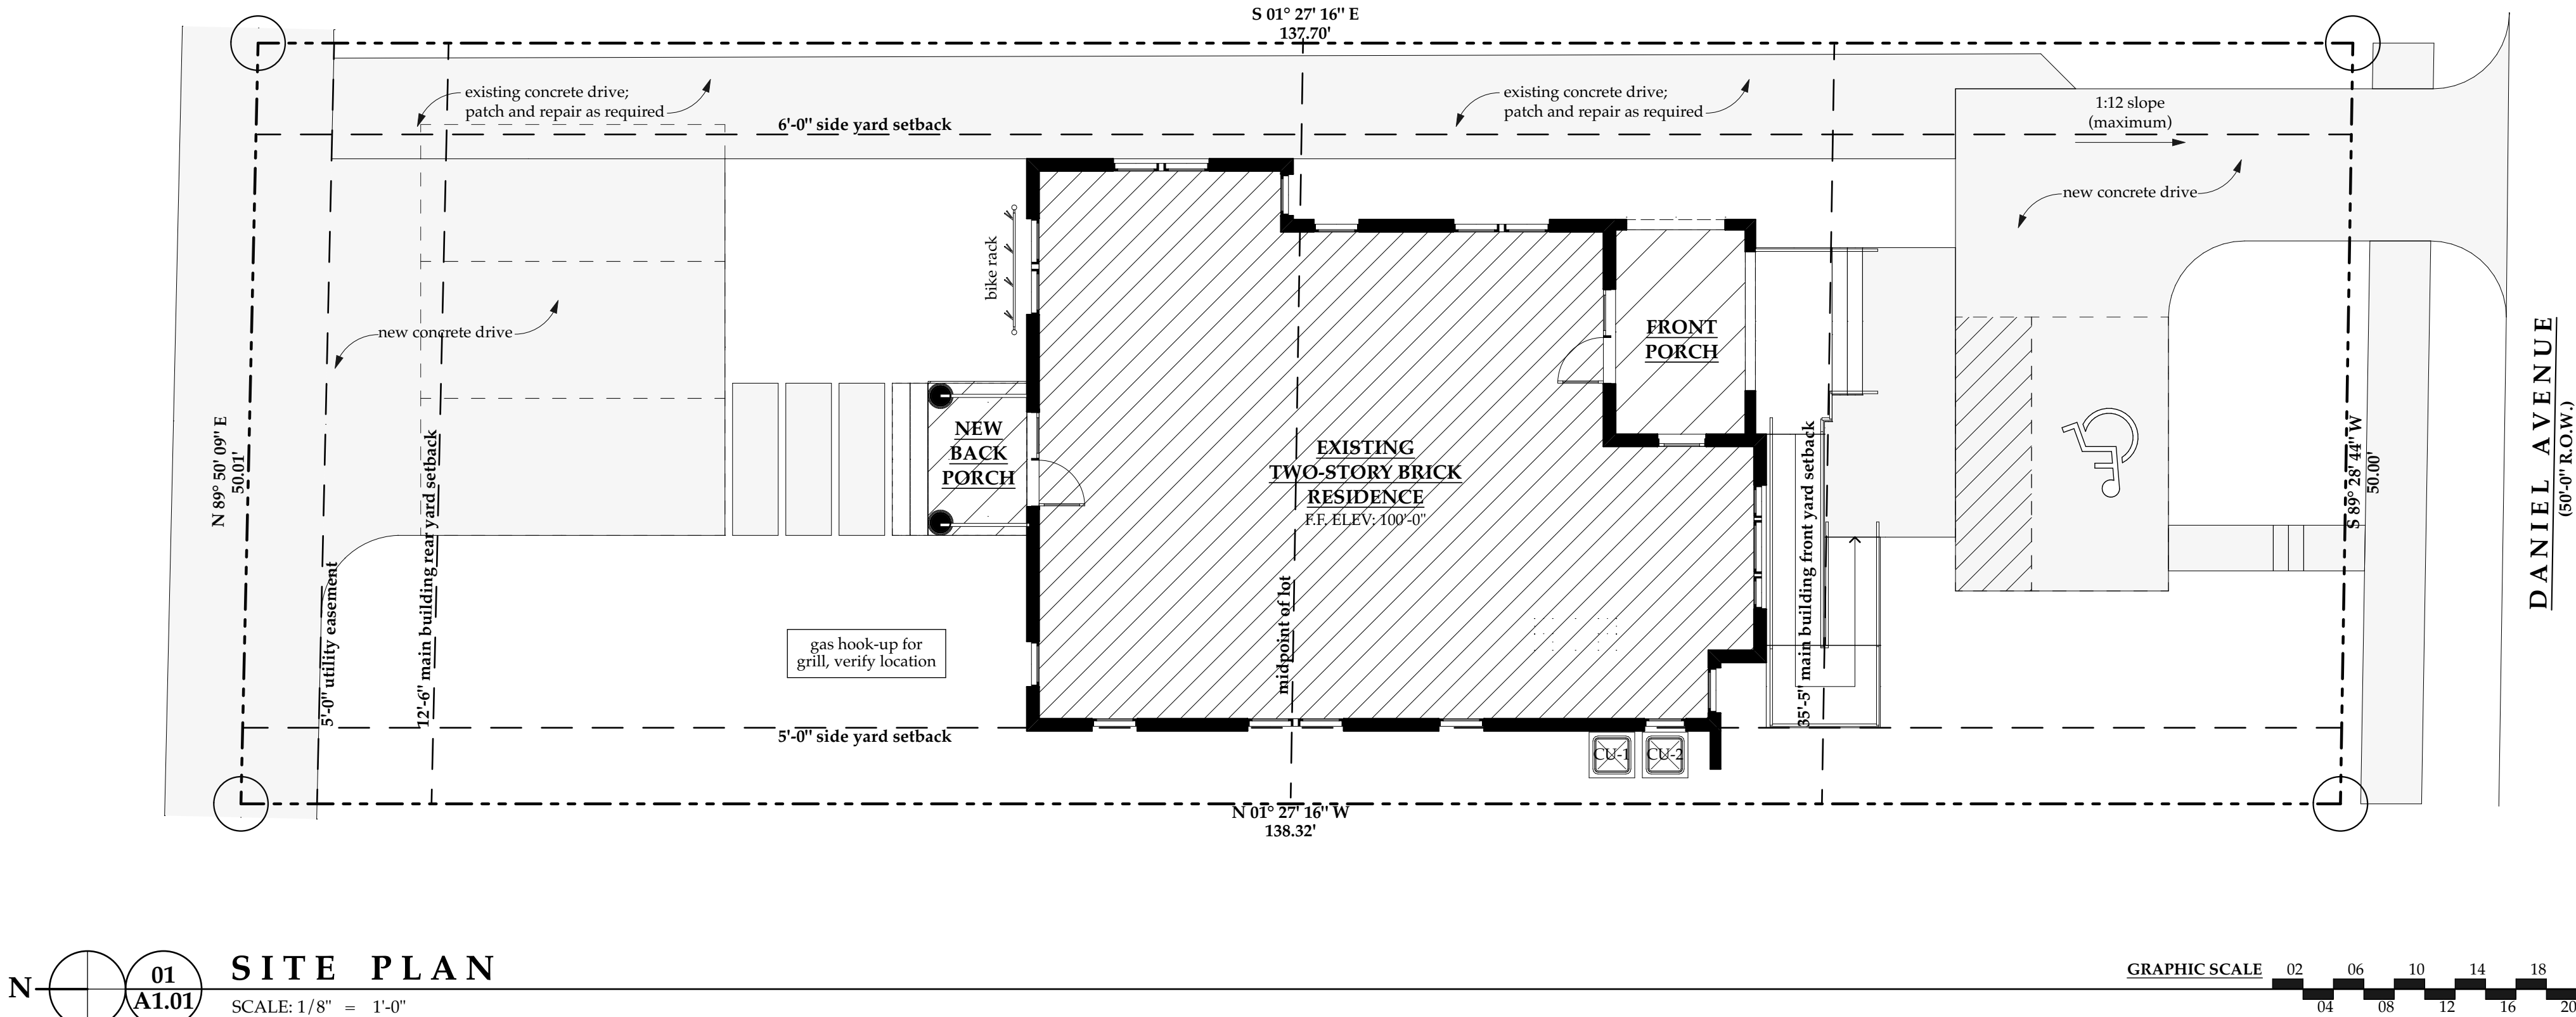 S 01° 27' 16" E
137.70'
existing concrete drive;
patch and repair as required
existing concrete drive;
patch and repair as required
1:12 slope
(maximum)
6'-0" side yard setback
new concrete drive
bike rack
new concrete drive
FRONT
PORCH
NEW
BACK
PORCH
EXISTING
TWO-STORY BRICK
RESIDENCE
F.F. ELEV: 100'-0"
N 89° 50' 09" E
50.01'
5'-0" utility easement
12'-6" main building rear yard setback
midpoint of lot
35'-5" main building front yard setback
S 89° 28' 44" W
50.00'
DANIEL AVENUE
(50'-0" R.O.W.)
gas hook-up for
grill, verify location
5'-0" side yard setback
CU-1
CU-2
N 01° 27' 16" W
138.32'
N
01
A1.01
SITE PLAN
SCALE: 1/8" = 1'-0"
GRAPHIC SCALE
02 06 10 14 18
04 08 12 16 20